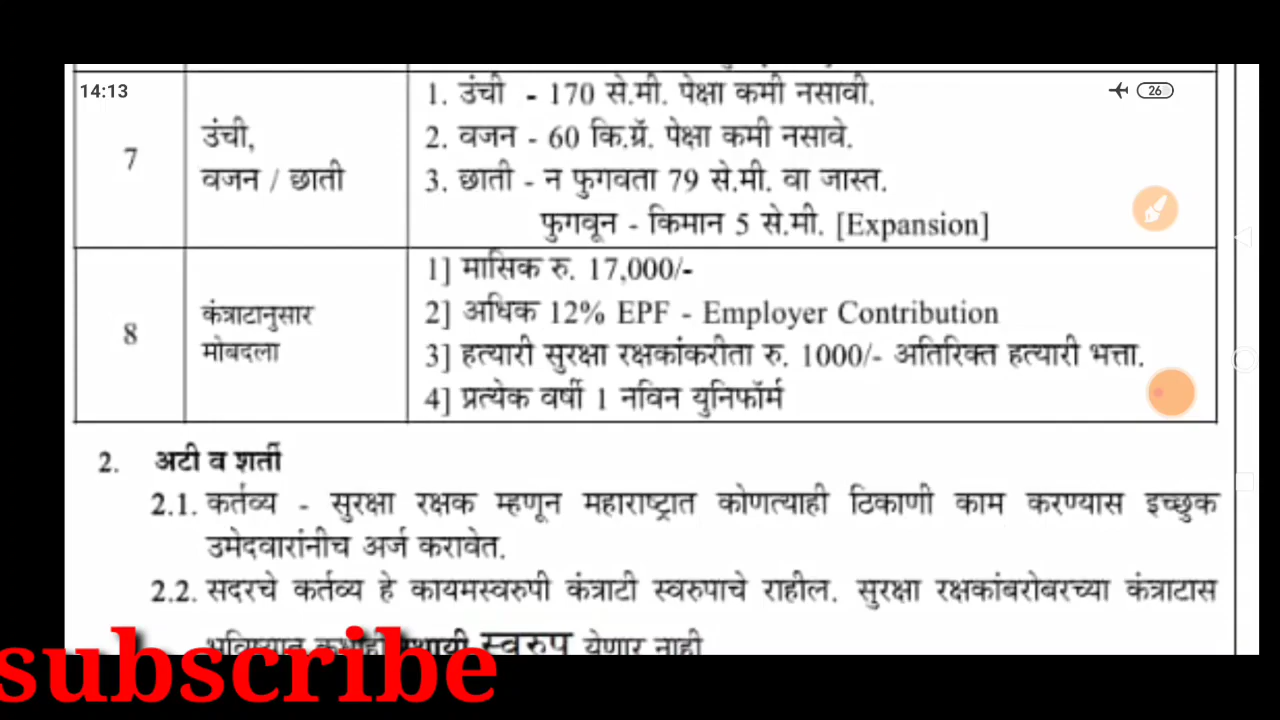 14:13
26
7
उंची,
वजन / छाती
1. उंची - 170 से.मी. पेक्षा कमी नसावी.
2. वजन - 60 कि.ग्रॅ. पेक्षा कमी नसावे.
3. छाती - न फुगवता 79 से.मी. वा जास्त.
फुगवून - किमान 5 से.मी. [Expansion]
8
कंत्राटानुसार
मोबदला
1] मासिक रु. 17,000/-
2] अधिक 12% EPF - Employer Contribution
3] हत्यारी सुरक्षा रक्षकांकरीता रु. 1000/- अतिरिक्त हत्यारी भत्ता.
4] प्रत्येक वर्षी 1 नविन युनिफॉर्म
2. अटी व शर्ती
2.1. कर्तव्य - सुरक्षा रक्षक म्हणून महाराष्ट्रात कोणत्याही ठिकाणी काम करण्यास इच्छुक
उमेदवारांनीच अर्ज करावेत.
2.2. सदरचे कर्तव्य हे कायमस्वरुपी कंत्राटी स्वरुपाचे राहील. सुरक्षा रक्षकांबरोबरच्या कंत्राटास
स्वरुप येणार नाही
subscribe